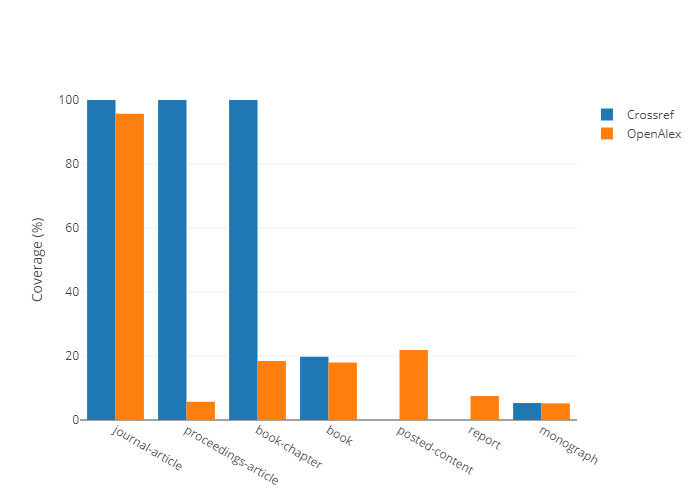 Crossref
OpenAlex
Coverage (%)
100
80
60
40
20
0
journal-article
proceedings-article
book-chapter
book
posted-content
report
monograph